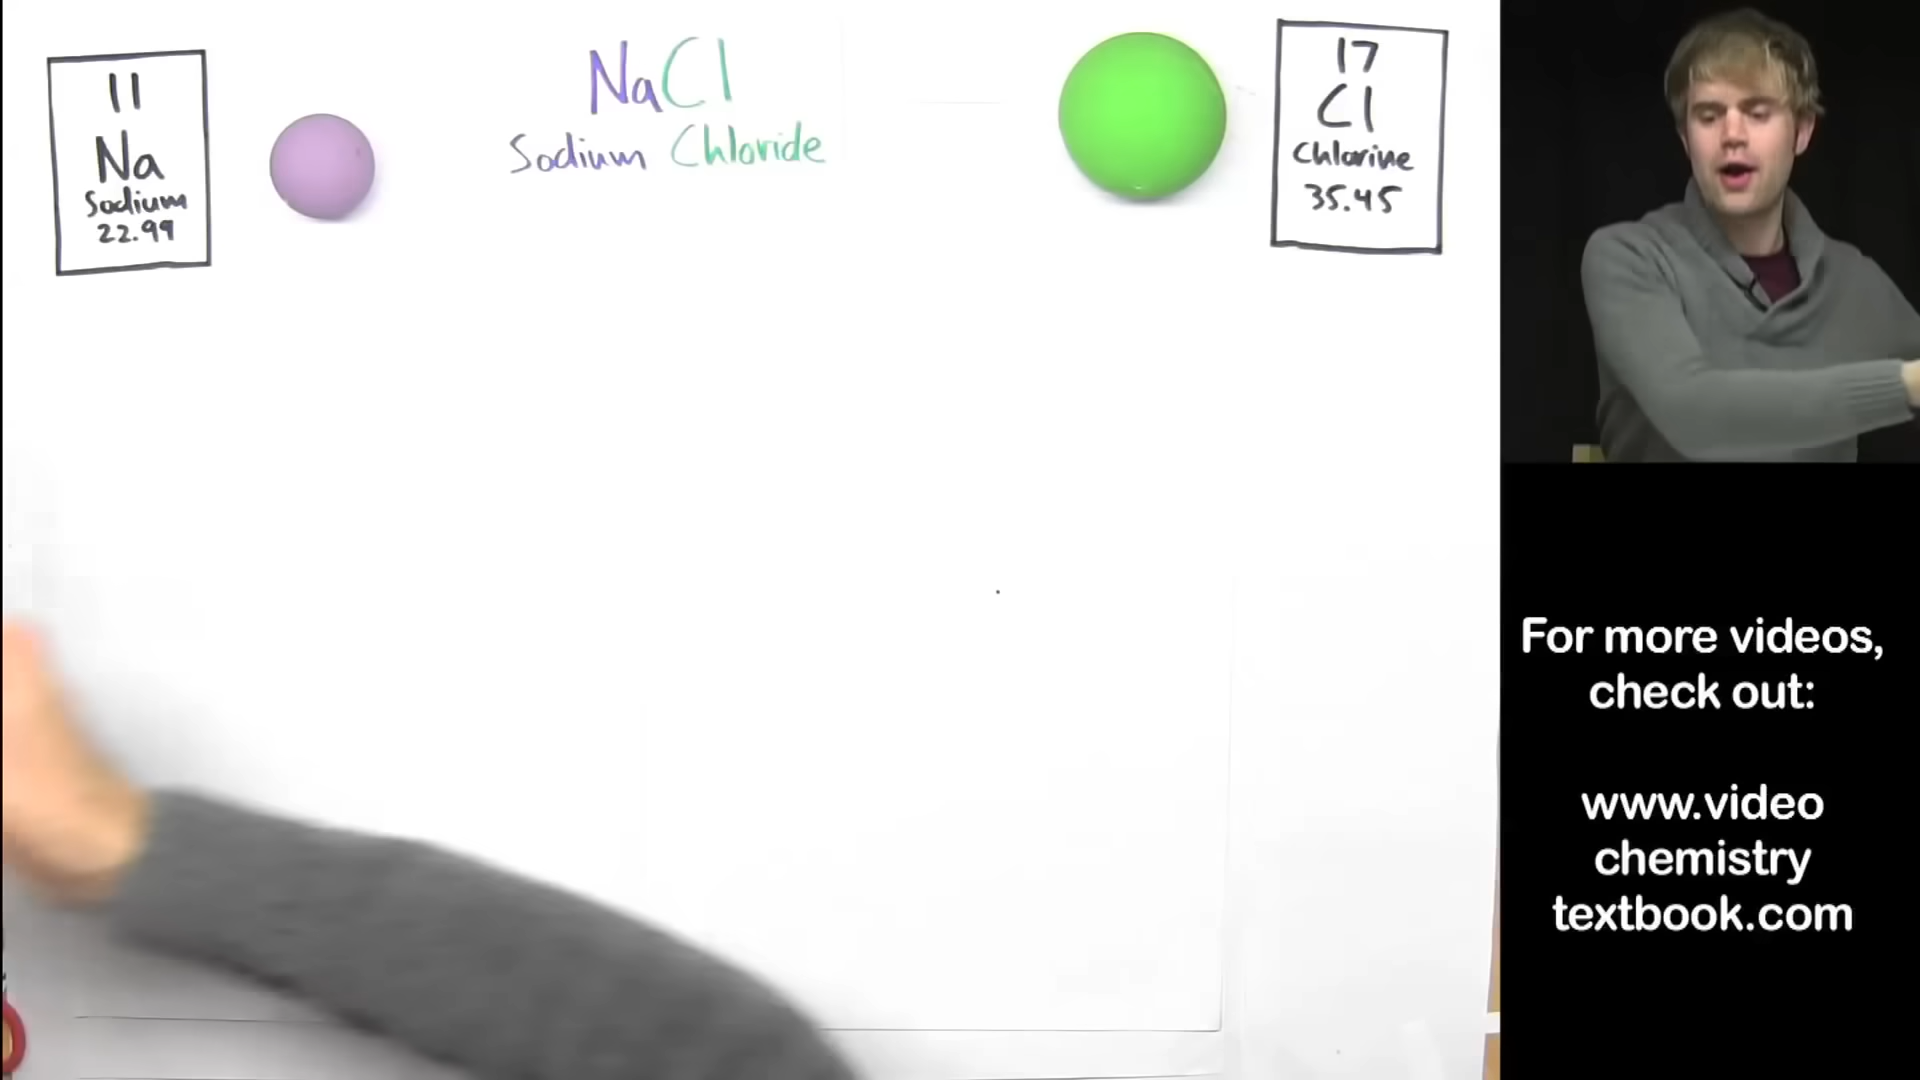 11
Na
Sodium
22.99
NaCl
Sodium Chloride
17
Cl
Chlorine
35.45
For more videos,
check out:
www.video
chemistry
textbook.com